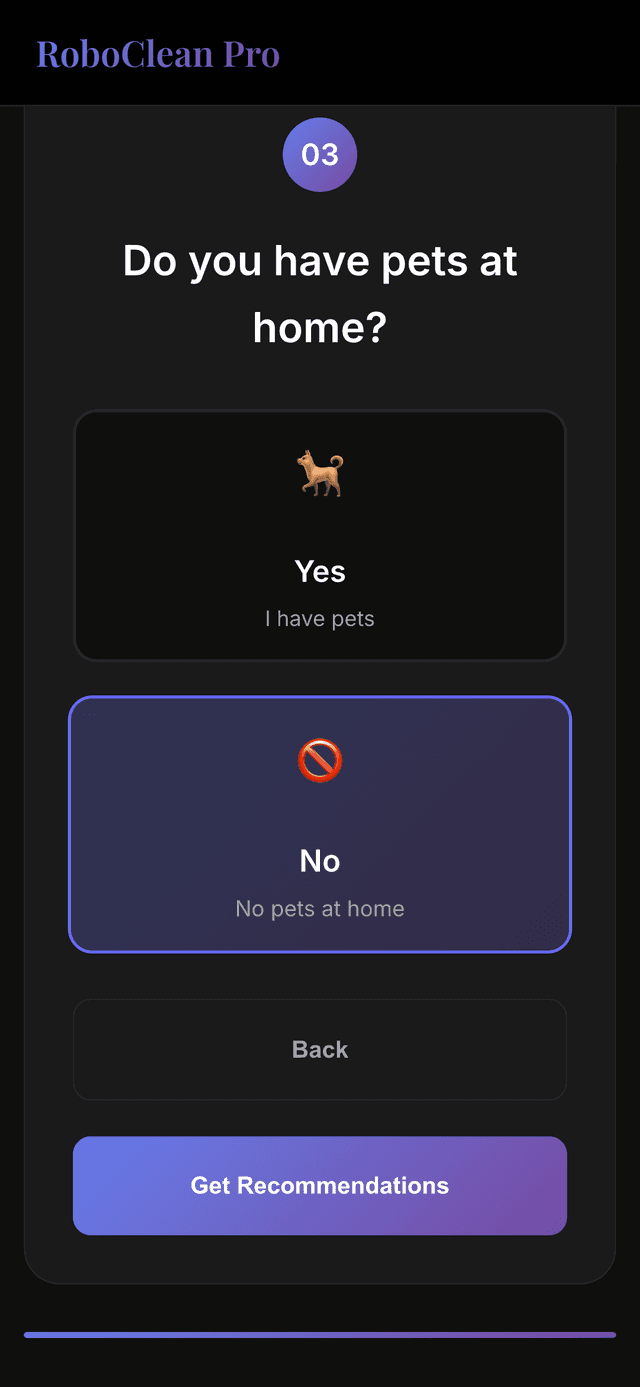 RoboClean Pro
03
Do you have pets at
home?
Yes
I have pets
No
No pets at home
Back
Get Recommendations